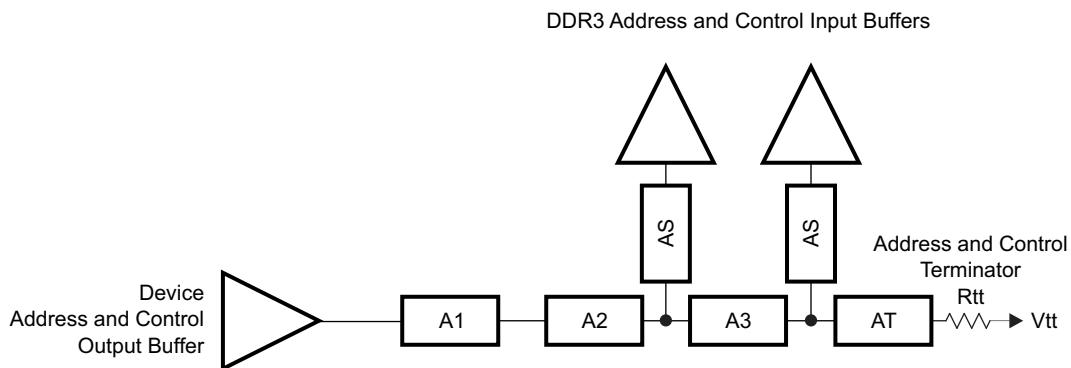 DDR3 Address and Control Input Buffers
AS
AS
Address and Control
Terminator
Rtt
Device
Address and Control
Output Buffer
A1
A2
A3
AT
Vtt